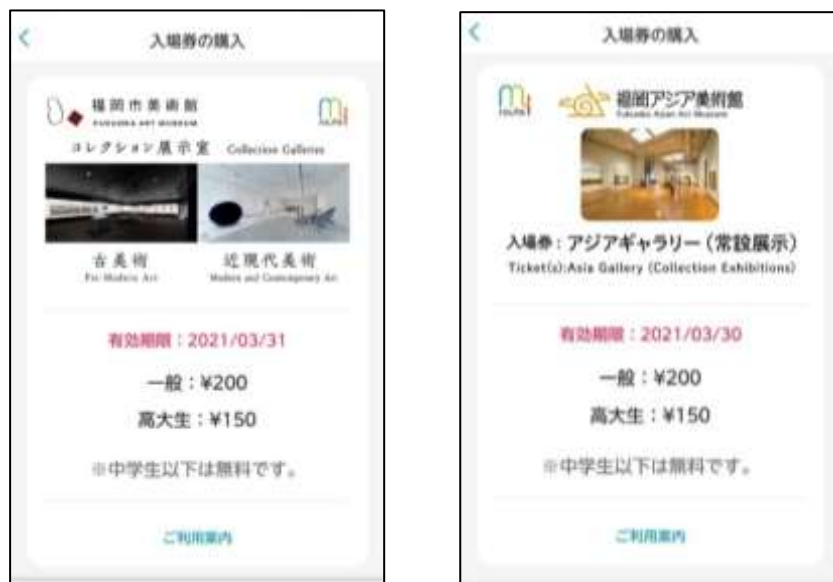 入場券の購入
福岡市美術館
FUKUOKA ART MUSEUM
my route
コレクション展示室 Collection Galleries
古美術
近現代美術
Pre-Modern Art
Modern and Contemporary Art
有効期限：2021/03/31
一般：¥200
高大生：¥150
※中学生以下は無料です。
ご利用案内
入場券の購入
my route
福岡アジア美術館
Fukuoka Asian Art Museum
入場券：アジアギャラリー（常設展示）
Ticket(s):Asia Gallery (Collection Exhibitions)
有効期限：2021/03/30
一般：¥200
高大生：¥150
※中学生以下は無料です。
ご利用案内